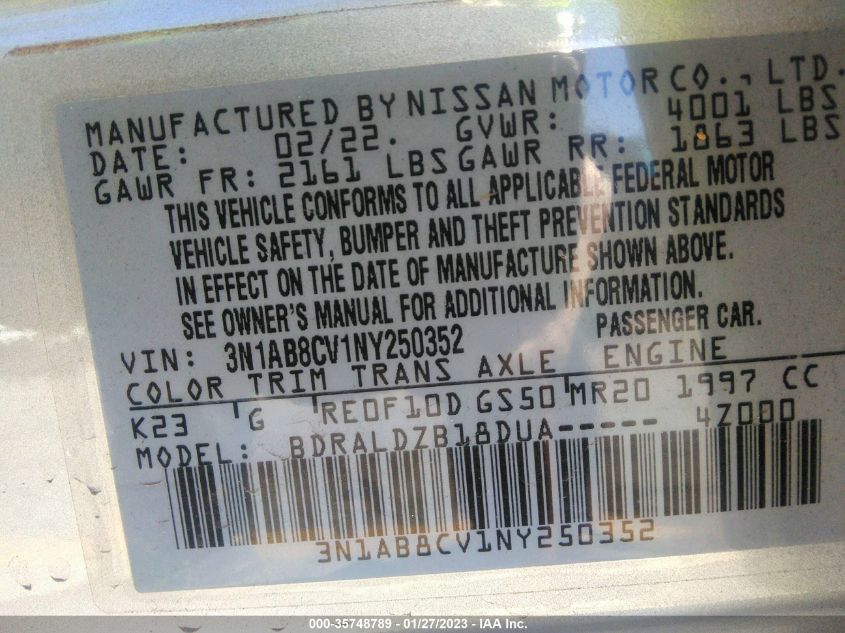 MANUFACTURED BY NISSAN MOTOR CO., LTD.
DATE: 02/22. GVWR: 4001 LBS
GAWR FR: 2161 LBS GAWR RR: 1863 LBS
THIS VEHICLE CONFORMS TO ALL APPLICABLE FEDERAL MOTOR
VEHICLE SAFETY, BUMPER AND THEFT PREVENTION STANDARDS
IN EFFECT ON THE DATE OF MANUFACTURE SHOWN ABOVE.
SEE OWNER'S MANUAL FOR ADDITIONAL INFORMATION.
VIN: 3N1AB8CV1NY250352 PASSENGER CAR.
COLOR TRIM TRANS AXLE ENGINE
K23 G RE0F10D GS50 MR20 1997 CC
MODEL: BDRALDZB18DUA----- 4Z000
3N1AB8CV1NY250352
000-35748789 - 01/27/2023 - © IAA Inc.